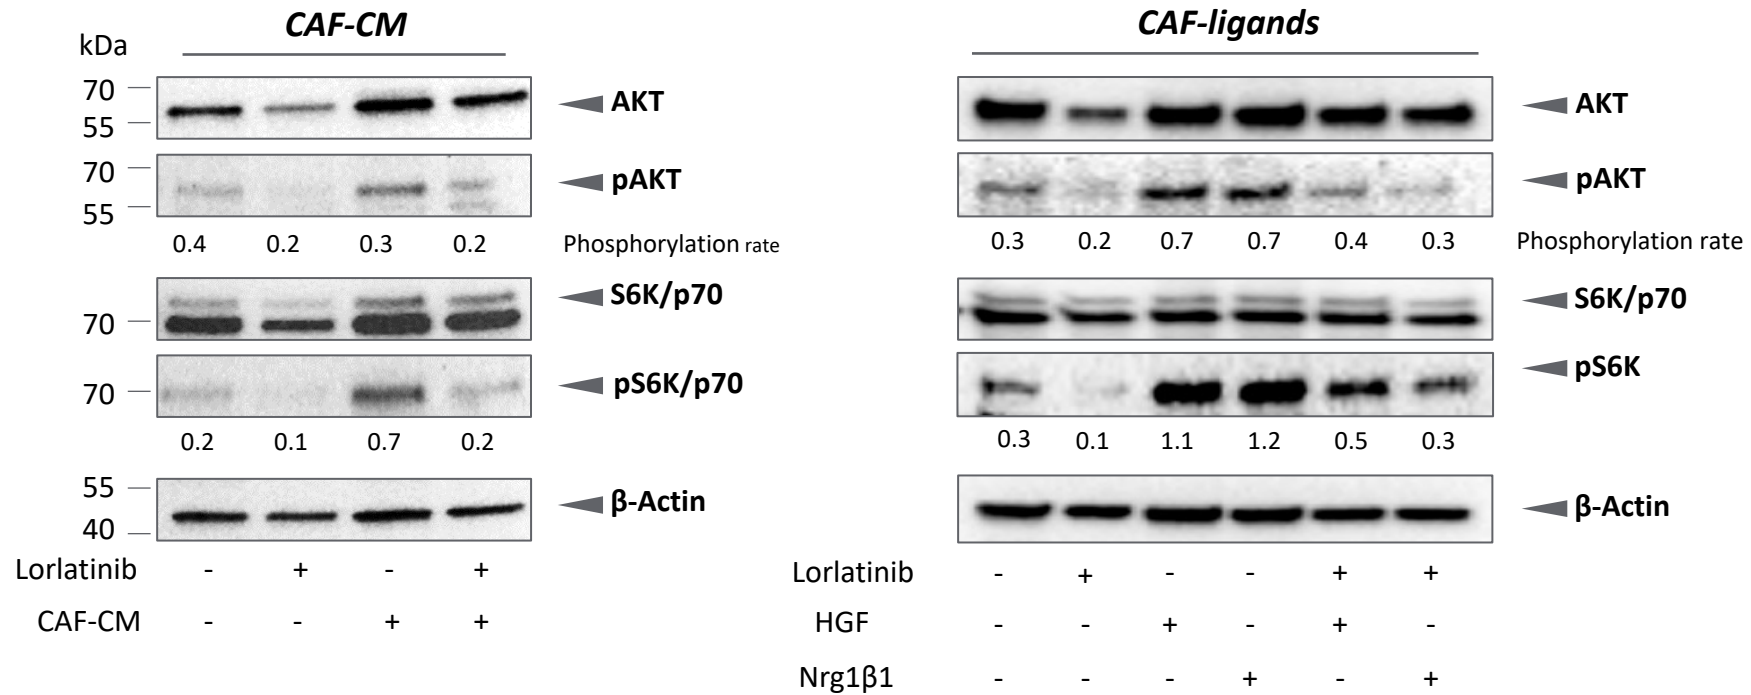 CAF-CM
kDa
70
55
AKT
70
55
pAKT
0.4 0.2 0.3 0.2 Phosphorylation rate
70
S6K/p70
70
pS6K/p70
0.2 0.1 0.7 0.2
55
40
β-Actin
Lorlatinib - + - +
CAF-CM - - + +
CAF-ligands
AKT
pAKT
0.3 0.2 0.7 0.7 0.4 0.3 Phosphorylation rate
S6K/p70
pS6K
0.3 0.1 1.1 1.2 0.5 0.3
β-Actin
Lorlatinib - + - - + +
HGF - - + - + -
Nrg1β1 - - - + - +